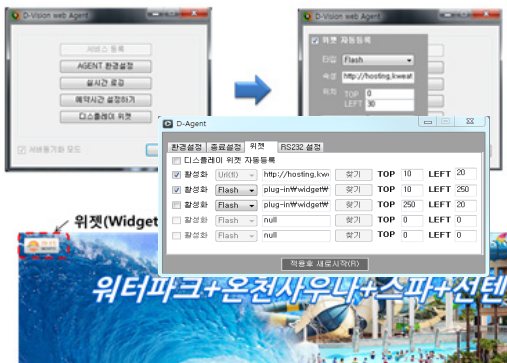 D-Vision web Agent
서비스 등록
AGENT 환경설정
실시간 로김
예약시간 설정하기
디스플레이 위젯
서버동기화 모드
D-Vision web Agent
위젯 자동등록
타입 Flash
속성 http://hosting.kweat
위치 TOP 0
LEFT 30
D-Agent
환경설정 종료설정 위젯 RS232 설정
디스플레이 위젯 자동등록
활성화 Url(fl) http://hosting.kwe 찾기 TOP 10 LEFT 20
활성화 Flash plug-in₩widget₩ 찾기 TOP 10 LEFT 250
활성화 Flash plug-in₩widget₩ 찾기 TOP 250 LEFT 20
활성화 Flash null 찾기 TOP 0 LEFT 0
활성화 Flash null 찾기 TOP 0 LEFT 0
적용후 새로시작(R)
위젯(Widget
워터파크+온천사우나+스파+선텐